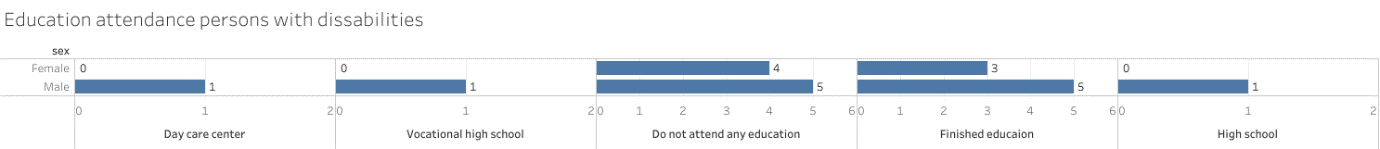 Education attendance persons with dissabilities
sex
Female 0 0 4 3 0
Male 1 1 5 5 1
0 1 2 0 1 2 0 1 2 3 4 5 6 0 1 2 3 4 5 6 0 1 2
Day care center Vocational high school Do not attend any education Finished educaion High school